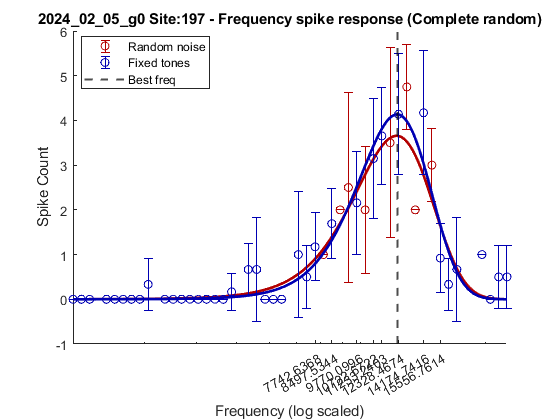 2024_02_05_g0 Site:197 - Frequency spike response (Complete random)
Random noise
Fixed tones
Best freq
Spike Count
6
5
4
3
2
1
0
-1
7742.6368
8497.5344
9770.0996
12328.4674
14174.7416
15556.7614
Frequency (log scaled)